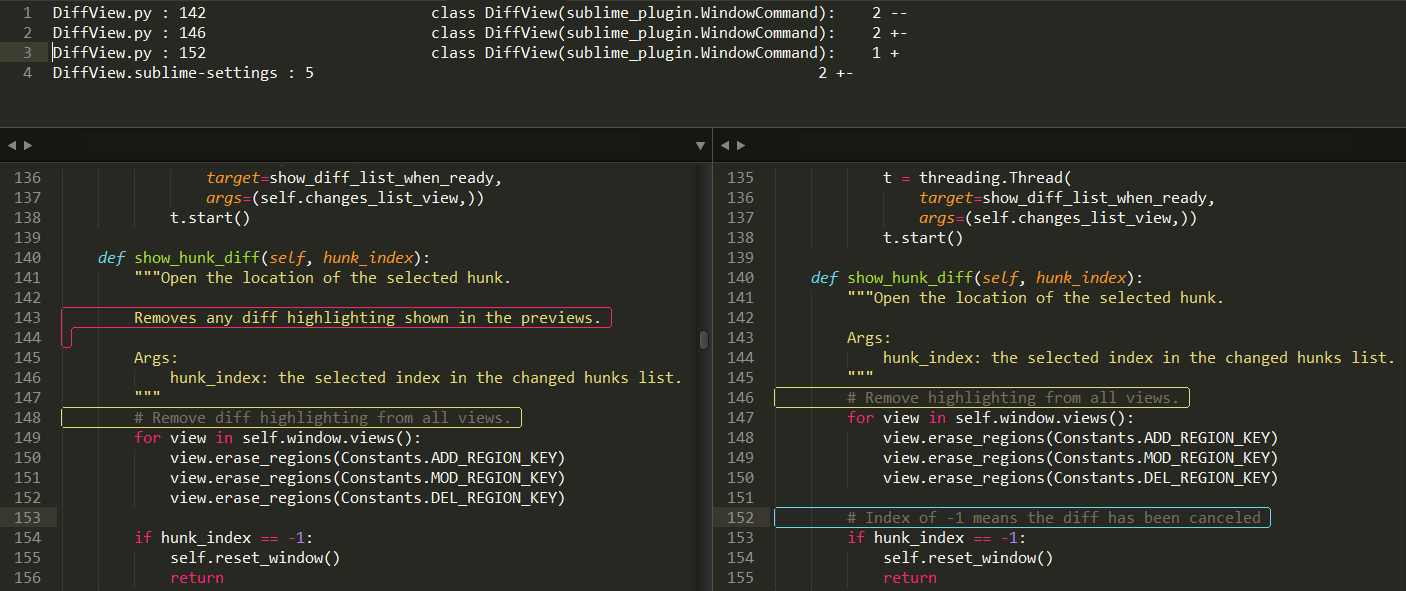 1 DiffView.py : 142 class DiffView(sublime_plugin.WindowCommand): 2 --
2 DiffView.py : 146 class DiffView(sublime_plugin.WindowCommand): 2 +-
3 DiffView.py : 152 class DiffView(sublime_plugin.WindowCommand): 1 +
4 DiffView.sublime-settings : 5 2 +-
136 target=show_diff_list_when_ready,
137 args=(self.changes_list_view,))
138 t.start()
139
140 def show_hunk_diff(self, hunk_index):
141 """Open the location of the selected hunk.
142
143 Removes any diff highlighting shown in the previews.
144
145 Args:
146 hunk_index: the selected index in the changed hunks list.
147 """
148 # Remove diff highlighting from all views.
149 for view in self.window.views():
150 view.erase_regions(Constants.ADD_REGION_KEY)
151 view.erase_regions(Constants.MOD_REGION_KEY)
152 view.erase_regions(Constants.DEL_REGION_KEY)
153
154 if hunk_index == -1:
155 self.reset_window()
156 return
135 t = threading.Thread(
136 target=show_diff_list_when_ready,
137 args=(self.changes_list_view,))
138 t.start()
139
140 def show_hunk_diff(self, hunk_index):
141 """Open the location of the selected hunk.
142
143 Args:
144 hunk_index: the selected index in the changed hunks list.
145 """
146 # Remove highlighting from all views.
147 for view in self.window.views():
148 view.erase_regions(Constants.ADD_REGION_KEY)
149 view.erase_regions(Constants.MOD_REGION_KEY)
150 view.erase_regions(Constants.DEL_REGION_KEY)
151
152 # Index of -1 means the diff has been canceled
153 if hunk_index == -1:
154 self.reset_window()
155 return